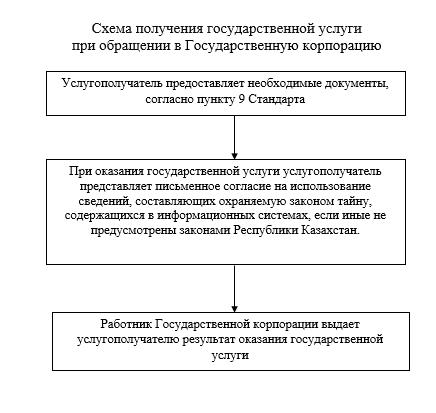 Схема получения государственной услуги
при обращении в Государственную корпорацию
Услугополучатель предоставляет необходимые документы,
согласно пункту 9 Стандарта
При оказания государственной услуги услугополучатель
представляет письменное согласие на использование
сведений, составляющих охраняемую законом тайну,
содержащихся в информационных системах, если иные не
предусмотрены законами Республики Казахстан.
Работник Государственной корпорации выдает
услугополучателю результат оказания государственной
услуги